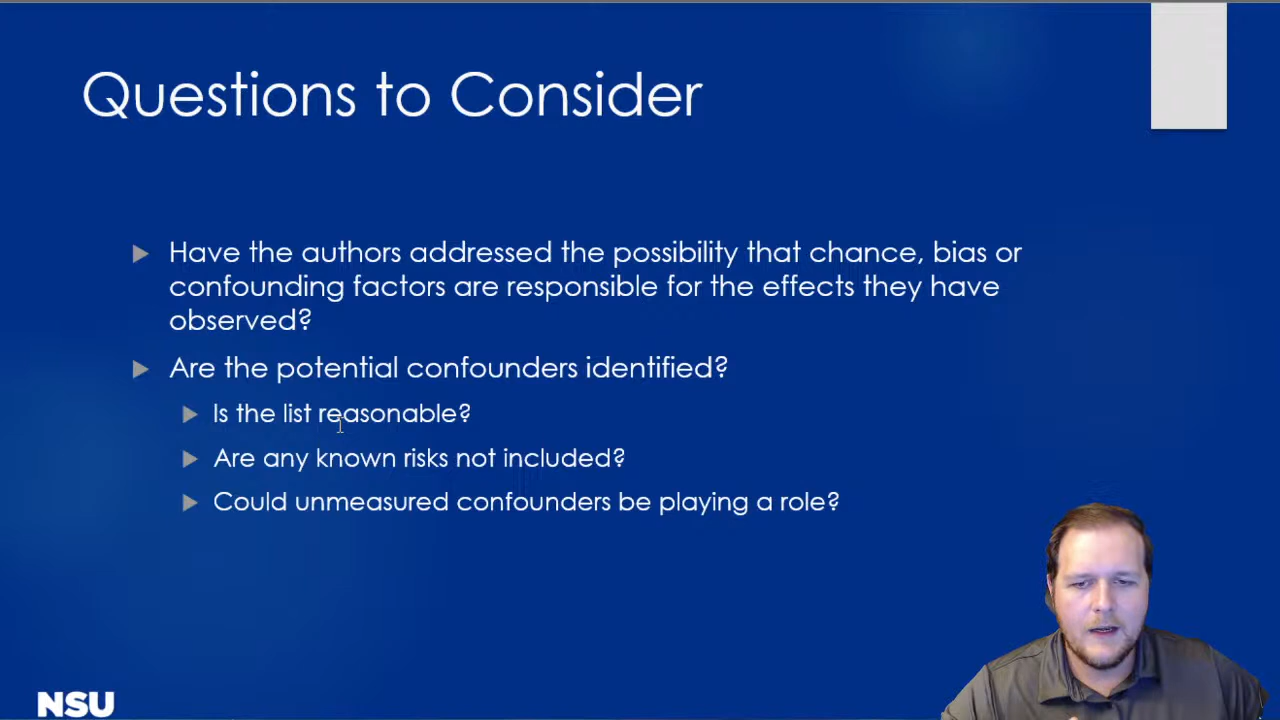 Questions to Consider
Have the authors addressed the possibility that chance, bias or
confounding factors are responsible for the effects they have
observed?
Are the potential confounders identified?
Is the list reasonable?
Are any known risks not included?
Could unmeasured confounders be playing a role?
NSU